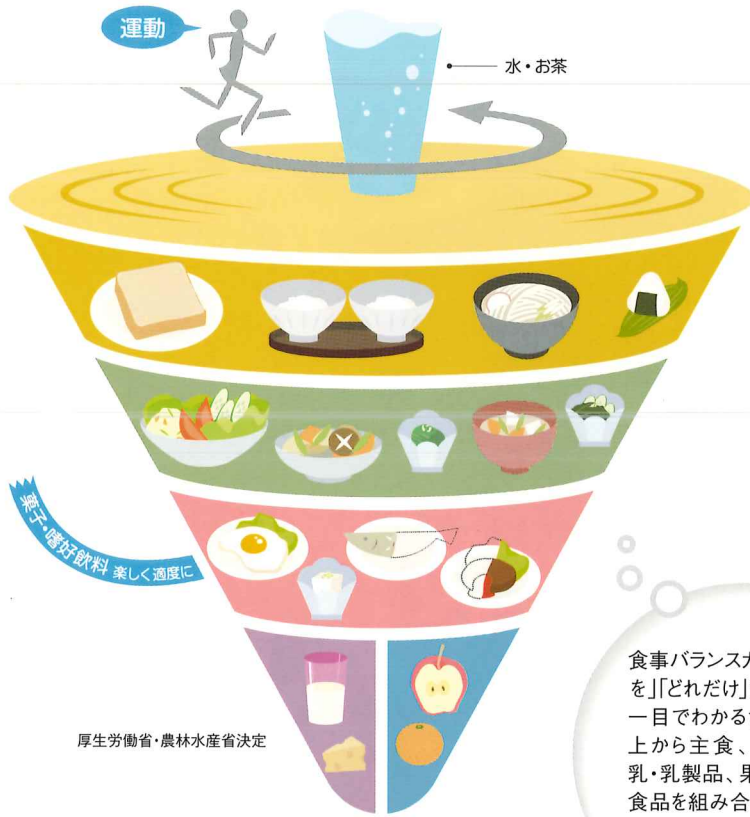 運動
水・お茶
菓子・嗜好飲料 楽しく適度に
厚生労働省・農林水産省決定
食事バランス
を」「どれだけ」
一目でわかる
上から主食、
乳・乳製品、果
食品を組み合